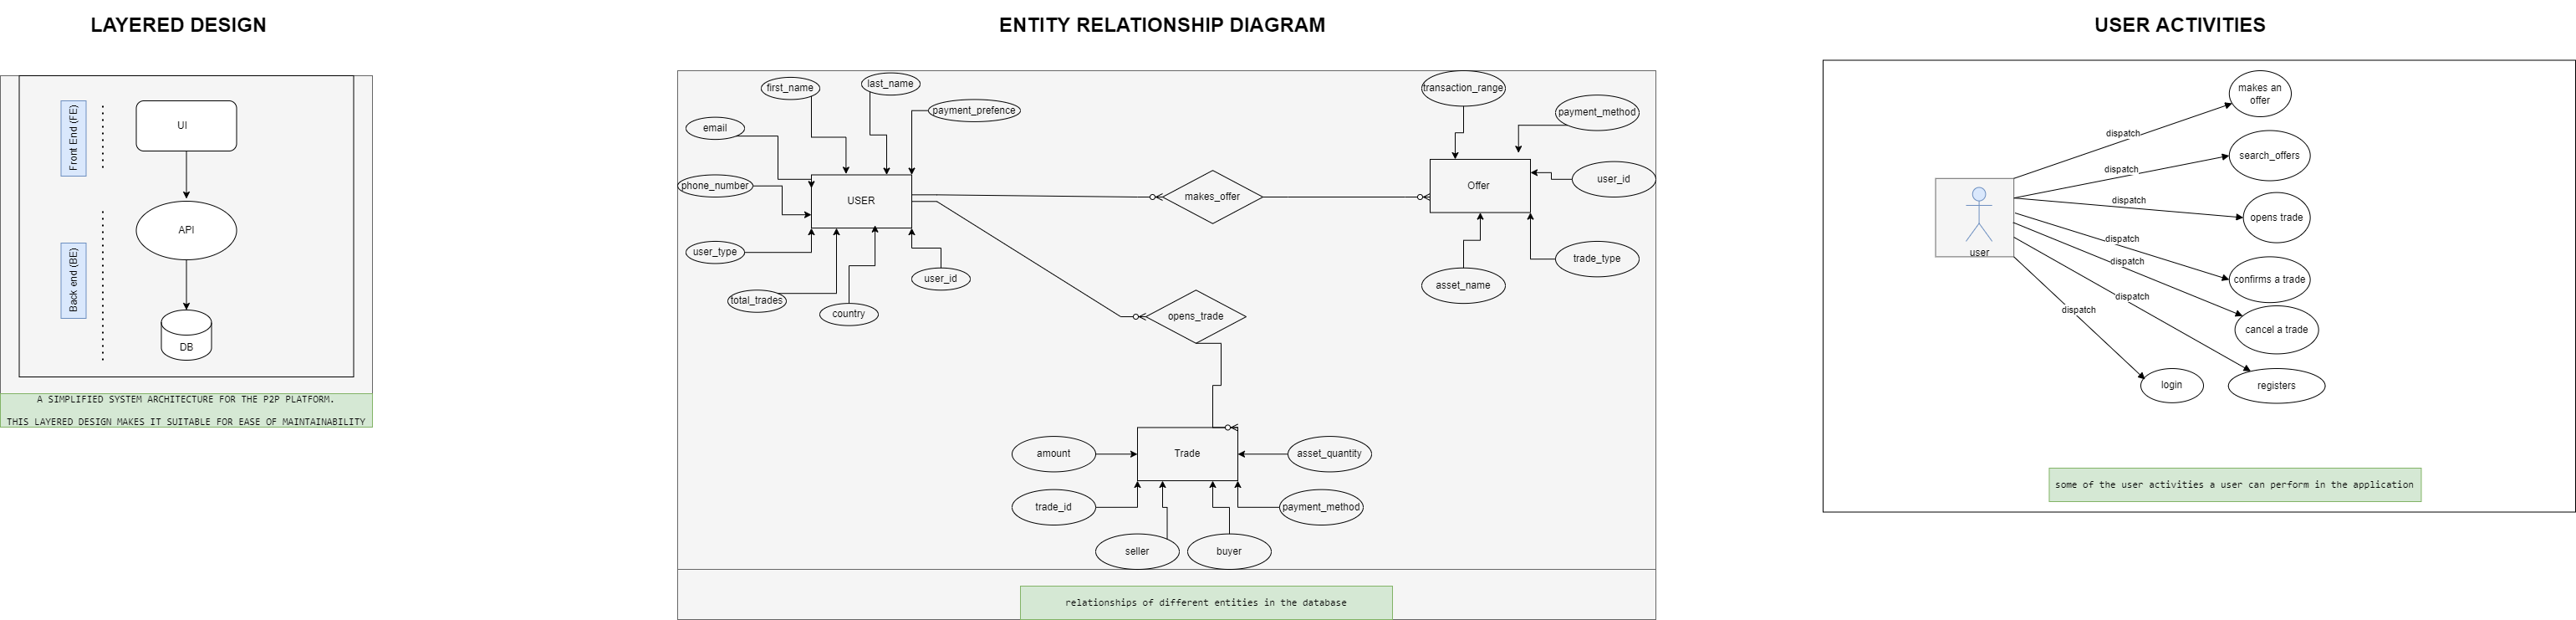 LAYERED DESIGN
Front End (FE)
UI
API
Back end (BE)
DB
A SIMPLIFIED SYSTEM ARCHITECTURE FOR THE P2P PLATFORM.
THIS LAYERED DESIGN MAKES IT SUITABLE FOR EASE OF MAINTAINABILITY
ENTITY RELATIONSHIP DIAGRAM
first_name
last_name
payment_prefence
email
phone_number
USER
user_type
total_trades
country
user_id
makes_offer
opens_trade
transaction_range
payment_method
Offer
user_id
asset_name
trade_type
Trade
amount
asset_quantity
trade_id
payment_method
seller
buyer
relationships of different entities in the database
USER ACTIVITIES
user
dispatch
makes an
offer
dispatch
search_offers
dispatch
opens trade
dispatch
confirms a trade
dispatch
cancel a trade
dispatch
registers
dispatch
login
some of the user activities a user can perform in the application